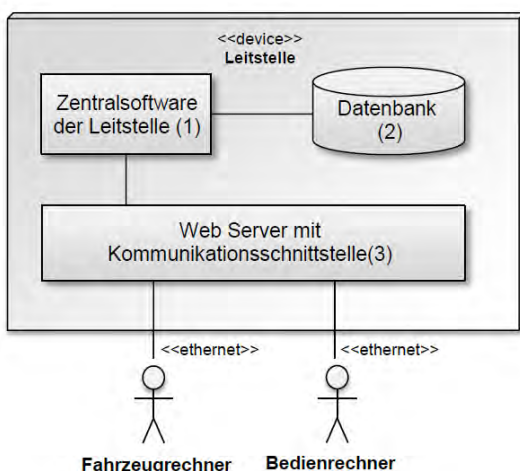 <<device>>
Leitstelle
Zentralsoftware
der Leitstelle (1)
Datenbank
(2)
Web Server mit
Kommunikationsschnittstelle(3)
<<ethernet>>
<<ethernet>>
Fahrzeugrechner
Bedienrechner